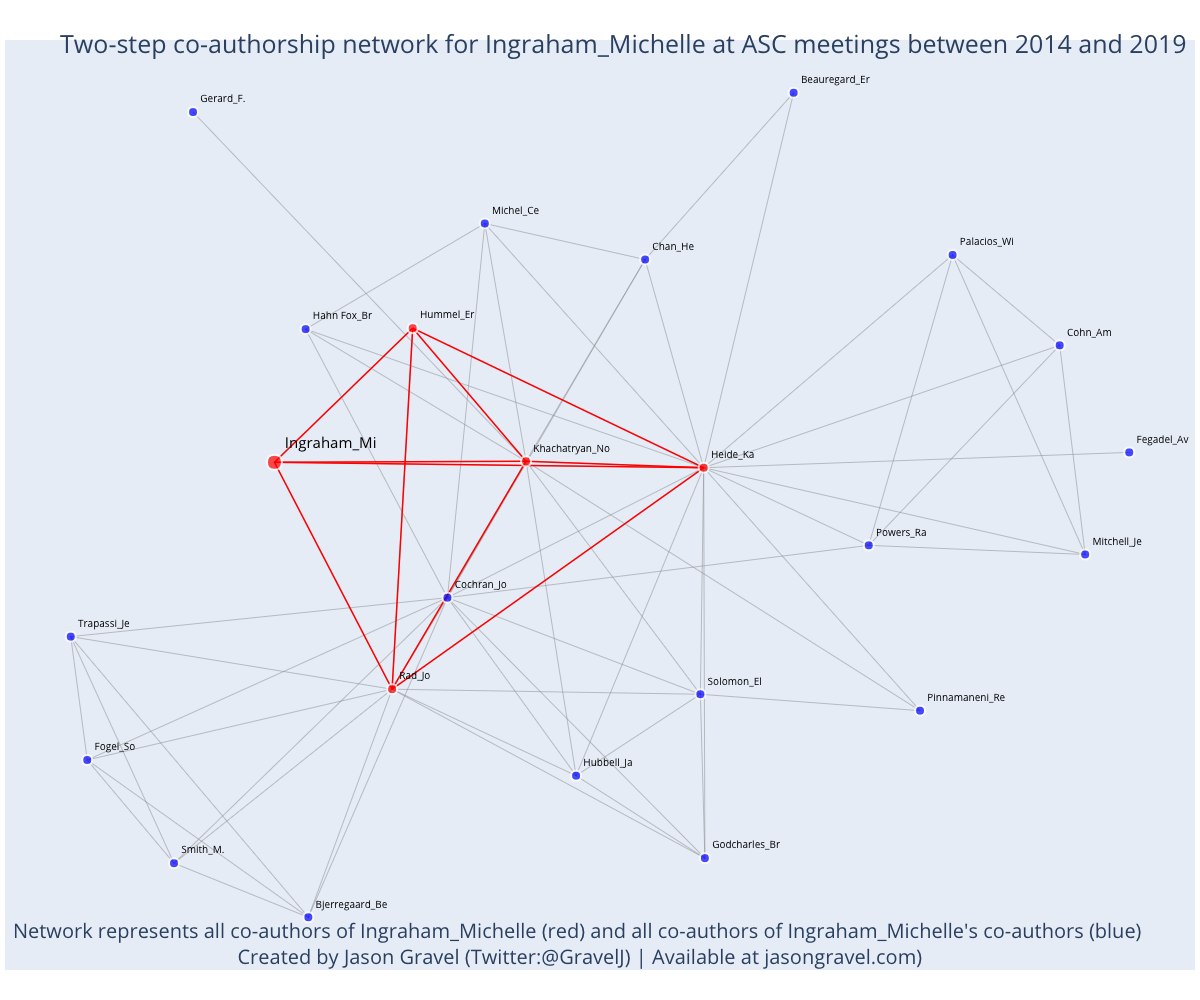 Two-step co-authorship network for Ingraham_Michelle at ASC meetings between 2014 and 2019
Beauregard_Er
Gerard_F.
Michel_Ce
Chan_He
Palacios_Wi
Hahn Fox_Br
Hummel_Er
Cohn_Am
Ingraham_Mi
Khachatryan_No
Heide_Ka
Fegadel_Av
Powers_Ra
Mitchell_Je
Cochran_Jo
Trapassi_Je
Rad_Jo
Solomon_El
Pinnamaneni_Re
Fogel_So
Hubbell_Ja
Smith_M.
Godcharles_Br
Bjerregaard_Be
Network represents all co-authors of Ingraham_Michelle (red) and all co-authors of Ingraham_Michelle's co-authors (blue)
Created by Jason Gravel (Twitter:@GravelJ) | Available at jasongravel.com)